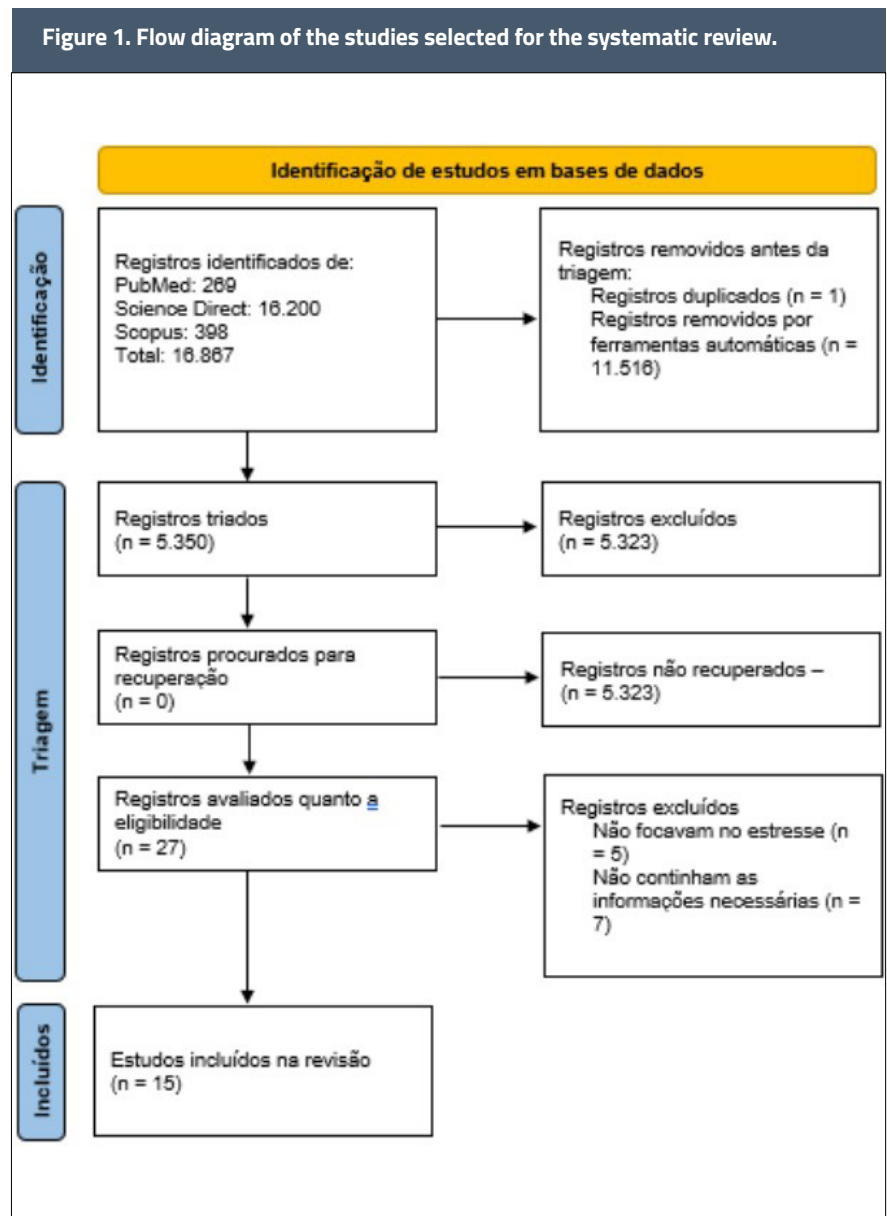 Figure 1. Flow diagram of the studies selected for the systematic review.
Identificação de estudos em bases de dados
Identificação
Registros identificados de:
PubMed: 269
Science Direct: 16.200
Scopus: 398
Total: 16.867
Registros removidos antes da
triagem:
Registros duplicados (n = 1)
Registros removidos por
ferramentas automáticas (n =
11.516)
Triagem
Registros triados
(n = 5.350)
Registros excluídos
(n = 5.323)
Registros procurados para
recuperação
(n = 0)
Registros não recuperados –
(n = 5.323)
Registros avaliados quanto a
eligibilidade
(n = 27)
Registros excluídos
Não focavam no estresse (n
= 5)
Não continham as
informações necessárias (n =
7)
Incluídos
Estudos incluídos na revisão
(n = 15)